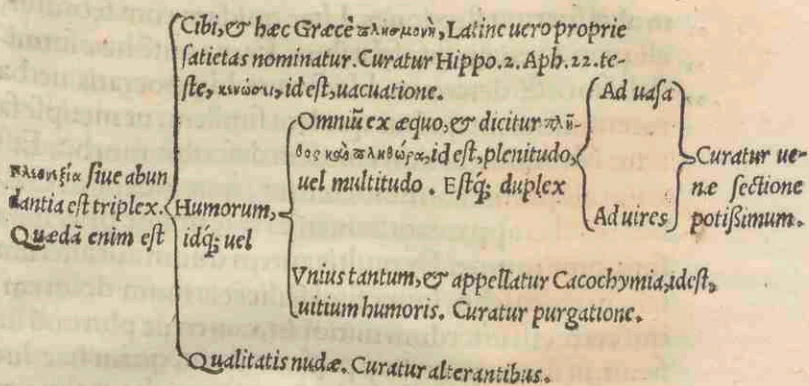 Πλεονεξία siue abun
dantia est triplex.
Quædã enim est
Cibi, & hæc Græcè πλησμονὴ, Latine uero proprie
satietas nominatur. Curatur Hippo. 2. Aph. 22. te-
ste, κενώσει, id est, uacuatione.
Humorum,
idq́; uel
Omniũ ex æquo, & dicitur πλῆ-
θος καὶ πληθώρα, id est, plenitudo,
uel multitudo. Estq́; duplex
Ad uasa
Ad uires
Curatur ue-
næ sectione
potißimum.
Vnius tantum, & appellatur Cacochymia, id est,
uitium humoris. Curatur purgatione.
Qualitatis nudæ. Curatur alterantibus.